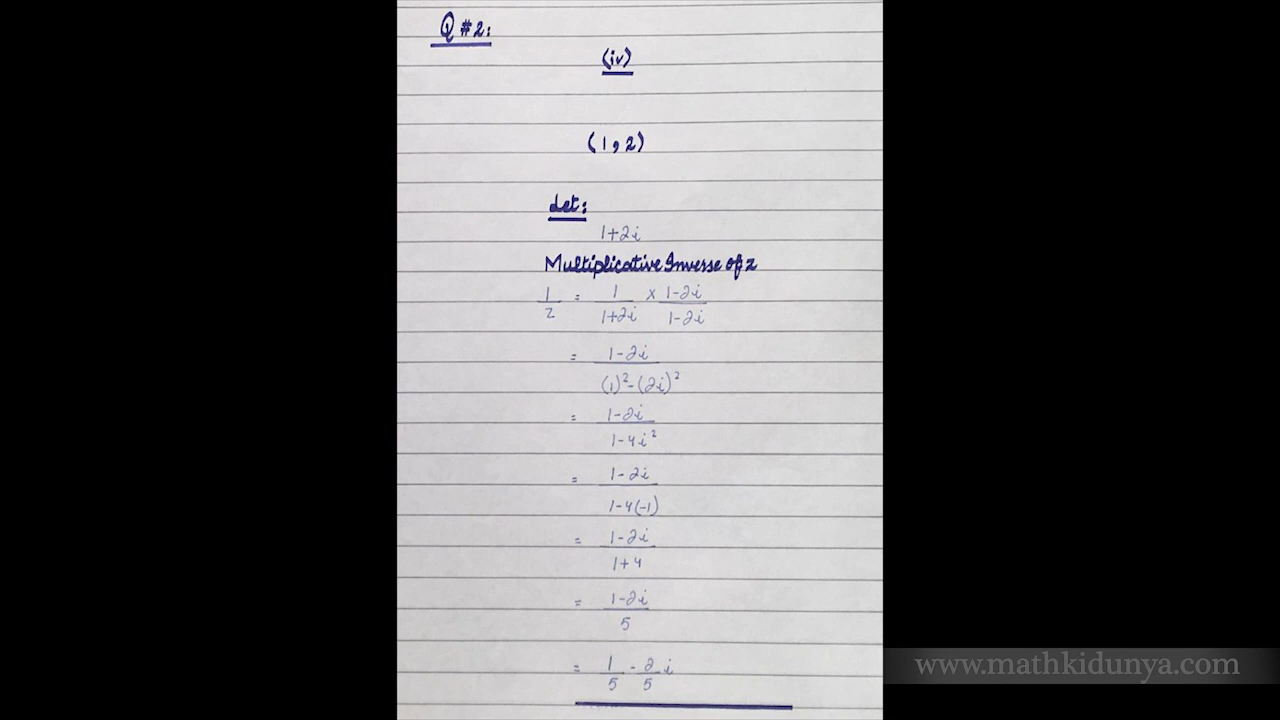 Q # 2:
(iv)
(1, 2)
Let:
1+2i
Multiplicative Inverse of z
1/z = 1/(1+2i) × (1-2i)/(1-2i)
= (1-2i)/((1)²-(2i)²)
= (1-2i)/(1-4i²)
= (1-2i)/(1-4(-1))
= (1-2i)/(1+4)
= (1-2i)/5
= 1/5 - 2/5 i
www.mathkidunya.com